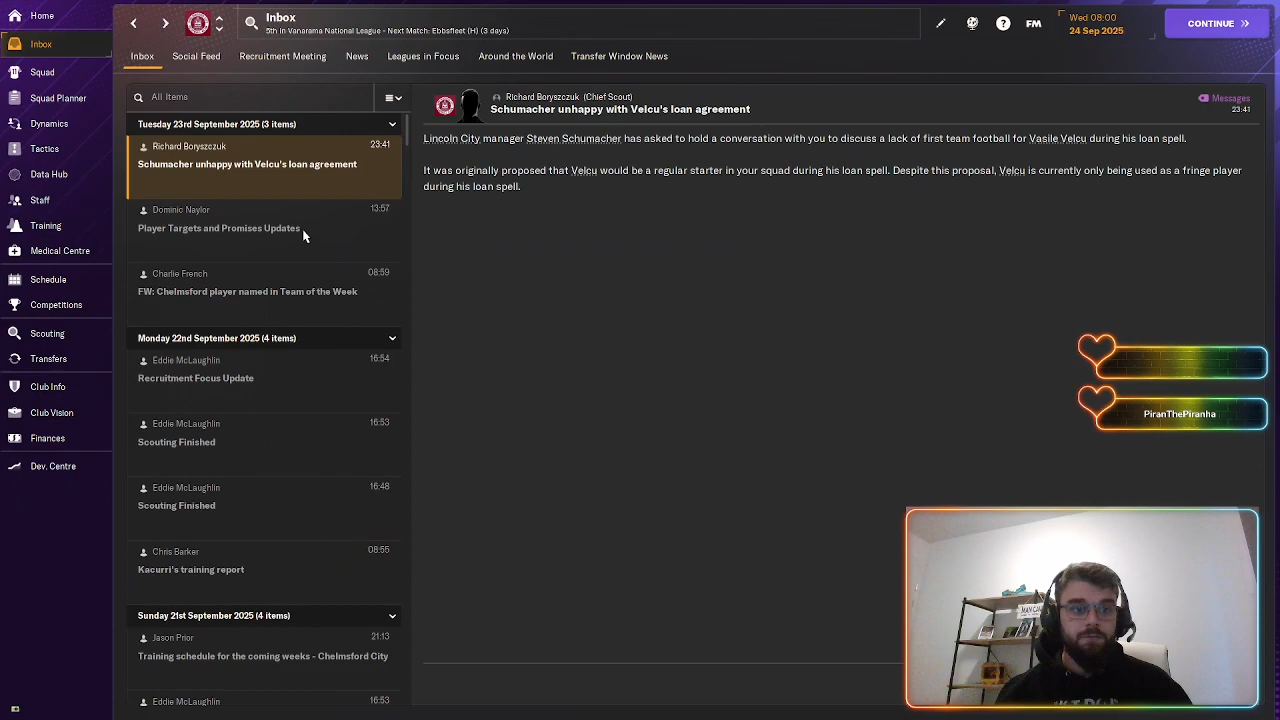 Home
Inbox
Squad
Squad Planner
Dynamics
Tactics
Data Hub
Staff
Training
Medical Centre
Schedule
Competitions
Scouting
Transfers
Club Info
Club Vision
Finances
Dev. Centre
Inbox
5th in Vanarama National League - Next Match: Ebbsfleet (H) (3 days)
?
FM
Wed 08:00
24 Sep 2025
CONTINUE
Inbox
Social Feed
Recruitment Meeting
News
Leagues in Focus
Around the World
Transfer Window News
All Items
Tuesday 23rd September 2025 (3 items)
Richard Boryszczuk 23:41
Schumacher unhappy with Velcu's loan agreement
Dominic Naylor 13:57
Player Targets and Promises Updates
Charlie French 08:59
FW: Chelmsford player named in Team of the Week
Monday 22nd September 2025 (4 items)
Eddie McLaughlin 16:54
Recruitment Focus Update
Eddie McLaughlin 16:53
Scouting Finished
Eddie McLaughlin 16:48
Scouting Finished
Chris Barker 08:55
Kacurri's training report
Sunday 21st September 2025 (4 items)
Jason Prior 21:13
Training schedule for the coming weeks - Chelmsford City
Eddie McLaughlin 16:53
Richard Boryszczuk (Chief Scout)
Schumacher unhappy with Velcu's loan agreement
Messages
23:41
Lincoln City manager Steven Schumacher has asked to hold a conversation with you to discuss a lack of first team football for Vasile Velcu during his loan spell.
It was originally proposed that Velcu would be a regular starter in your squad during his loan spell. Despite this proposal, Velcu is currently only being used as a fringe player
during his loan spell.
PiranThePiranha